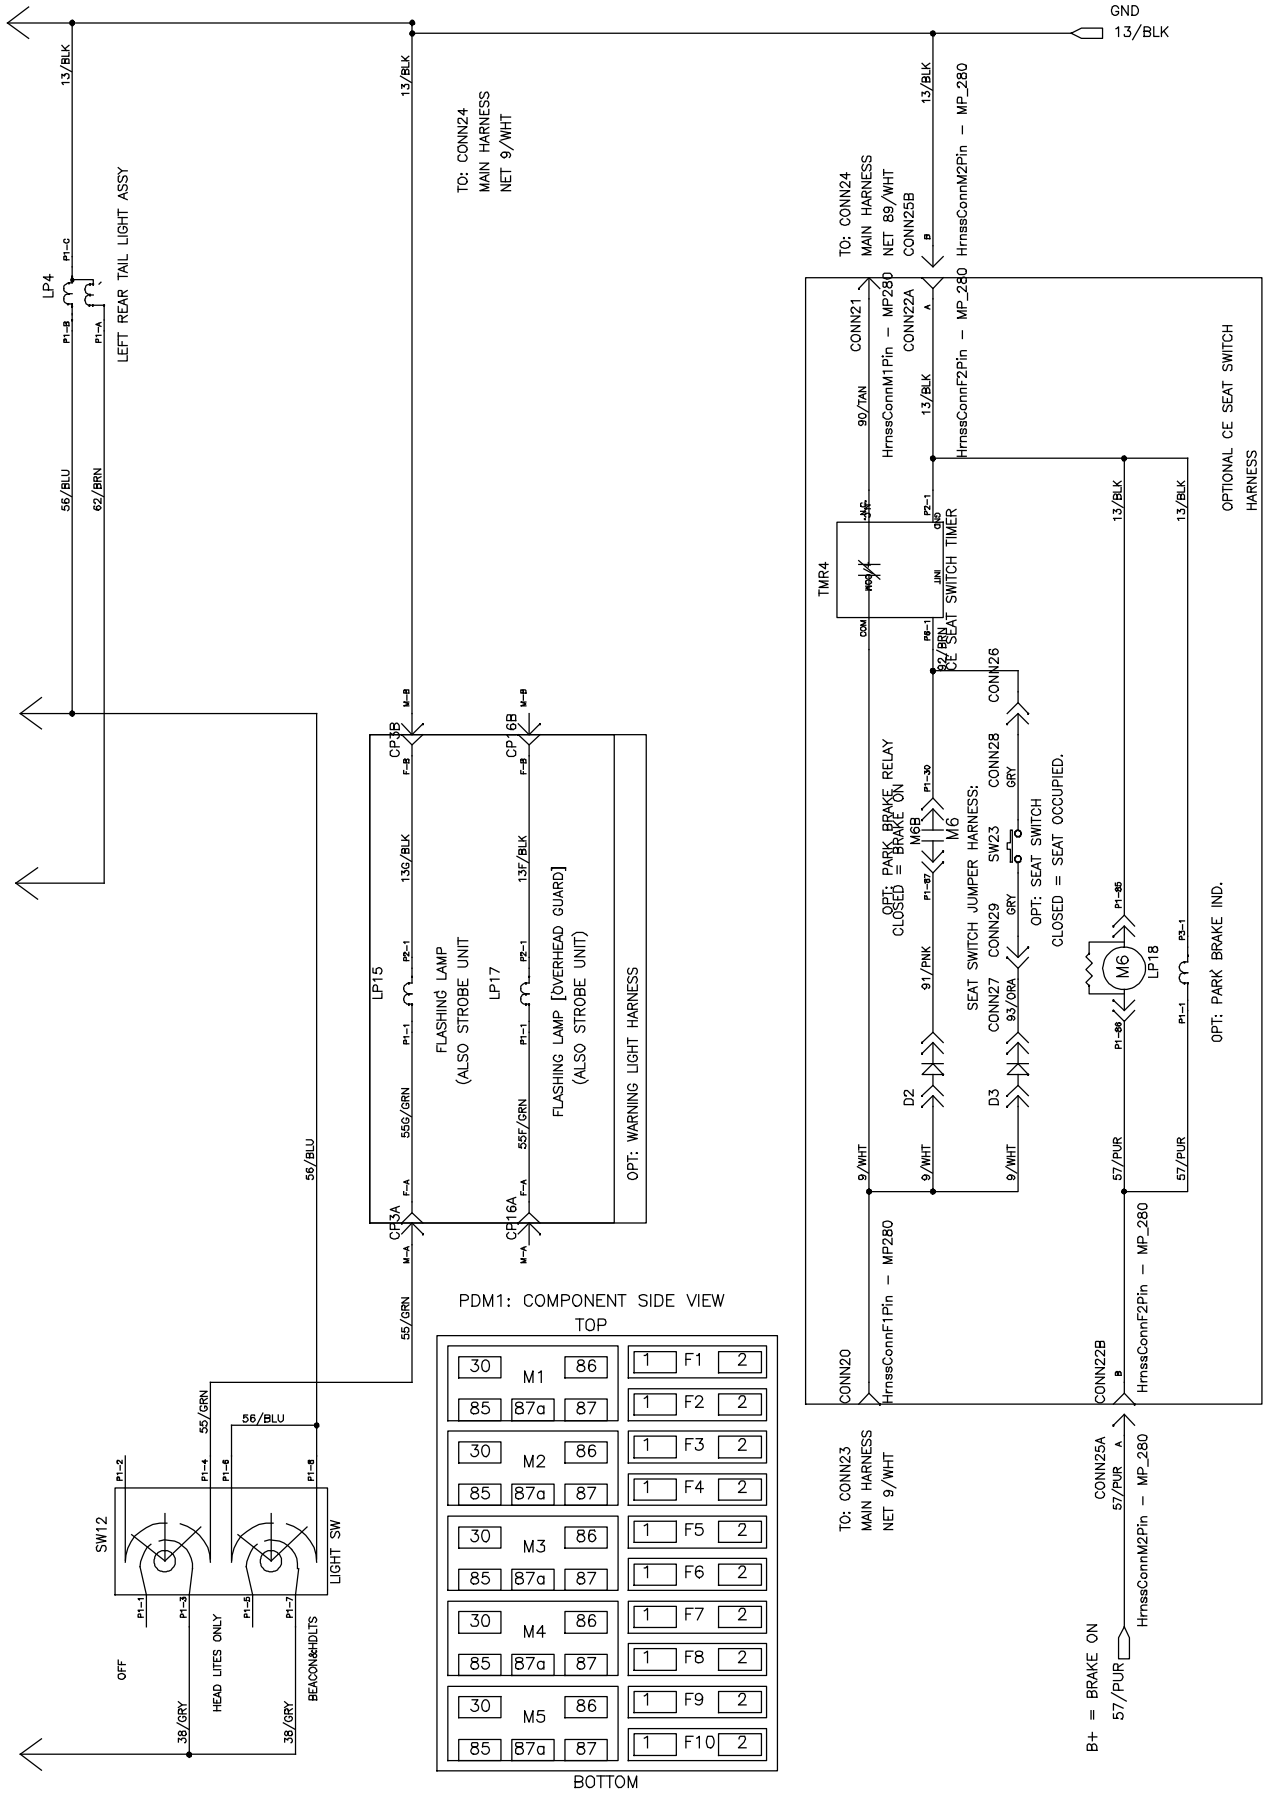 GND
13/BLK
13/BLK
13/BLK
13/BLK
TO: CONN24
MAIN HARNESS
NET 9/WHT
LP4
P1-C
P1-B
P1-A
LEFT REAR TAIL LIGHT ASSY
56/BLU
62/BRN
TO: CONN24
MAIN HARNESS
NET 89/WHT
CONN25B
B
HrnssConnM2Pin - MP_280
CONN21
HrnssConnM1Pin - MP280
CONN22A
A
HrnssConnF2Pin - MP_280
90/TAN
13/BLK
OPTIONAL CE SEAT SWITCH
HARNESS
13/BLK
13/BLK
TMR4
N.C.
P2-1
GND
INIT
COM
P6-1
92/BRN
CE SEAT SWITCH TIMER
CONN26
OPT: PARK BRAKE RELAY
CLOSED = BRAKE ON
P1-30
M6B
M6
P1-87
91/PNK
SEAT SWITCH JUMPER HARNESS:
CONN28
GRY
SW23
OPT: SEAT SWITCH
CLOSED = SEAT OCCUPIED.
CONN29
GRY
CONN27
93/ORA
D2
D3
P1-85
M6
LP18
P1-86
P3-1
P1-1
OPT: PARK BRAKE IND.
9/WHT
9/WHT
9/WHT
57/PUR
57/PUR
CONN20
HrnssConnF1Pin - MP280
CONN22B
B
HrnssConnF2Pin - MP_280
TO: CONN23
MAIN HARNESS
NET 9/WHT
CONN25A
A
57/PUR
HrnssConnM2Pin - MP_280
B+ = BRAKE ON
57/PUR
M-B
CP3B
F-B
M-B
CP16B
F-B
13G/BLK
13F/BLK
LP15
P2-1
P1-1
FLASHING LAMP
(ALSO STROBE UNIT)
LP17
P2-1
P1-1
FLASHING LAMP [OVERHEAD GUARD]
(ALSO STROBE UNIT)
55G/GRN
55F/GRN
OPT: WARNING LIGHT HARNESS
F-A
CP3A
M-A
F-A
CP16A
M-A
56/BLU
55/GRN
55/GRN
56/BLU
SW12
P1-2
P1-4
P1-6
P1-8
LIGHT SW
P1-1
P1-3
P1-5
P1-7
OFF
HEAD LITES ONLY
BEACON&HDLTS
38/GRY
38/GRY
PDM1: COMPONENT SIDE VIEW
TOP
30 M1 86 1 F1 2
85 87a 87 1 F2 2
30 M2 86 1 F3 2
85 87a 87 1 F4 2
30 M3 86 1 F5 2
85 87a 87 1 F6 2
30 M4 86 1 F7 2
85 87a 87 1 F8 2
30 M5 86 1 F9 2
85 87a 87 1 F10 2
BOTTOM